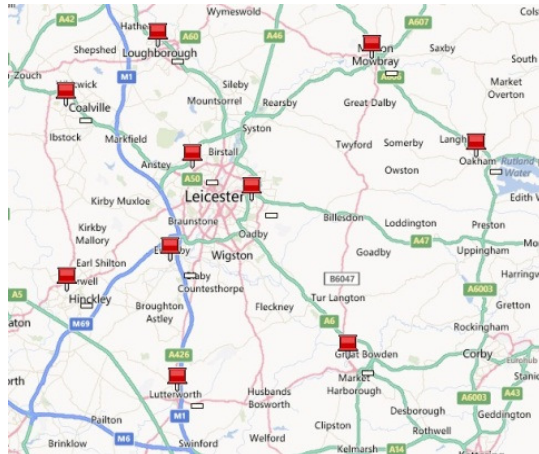 A42
Wymeswold
A607
Hathe
A60
A46
Shepshed
Loughborough
Mowbray
Saxby
Zouch
M1
Sileby
South
Coalville
Mountsorrel
Rearsby
Great Dalby
Market
Overton
Ibstock
Markfield
Syston
Langh
Anstey
Birstall
Twyford
Somerby
Oakham
Rutland
Water
A50
Owston
Kirby Muxloe
Leicester
Edith W
Kirkby
Mallory
Braunstone
Billesdon
Loddington
Preston
Oadby
A47
Earl Shilton
Wigston
Goadby
Uppingham
Hinckley
Countesthorpe
B6047
Harring
A5
Tur Langton
A6003
Broughton
Astley
Fleckney
Gretton
M69
A6
Rockingham
A426
Great Bowden
Corby
Lutterworth
Market
Harborough
A6003
A43
Stanic
Husbands
Bosworth
Desborough
Geddington
M1
Pailton
Clipston
Rothwell
M6
Brinklow
Swinford
Welford
Kelmarsh
A14